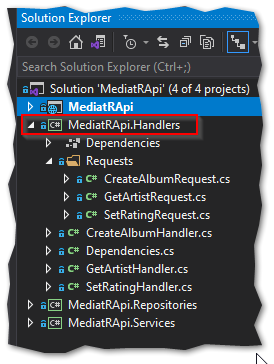 Solution Explorer
Search Solution Explorer (Ctrl+;)
Solution 'MediatRApi' (4 of 4 projects)
MediatRApi
C# MediatRApi.Handlers
Dependencies
Requests
C# CreateAlbumRequest.cs
C# GetArtistRequest.cs
C# SetRatingRequest.cs
C# CreateAlbumHandler.cs
C# Dependencies.cs
C# GetArtistHandler.cs
C# SetRatingHandler.cs
C# MediatRApi.Repositories
C# MediatRApi.Services